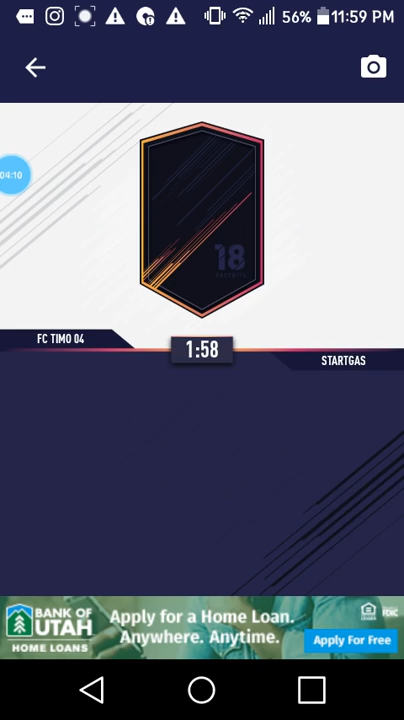 56% 11:59 PM
04:10
18
FC TIMO 04
1:58
STARTGAS
BANK OF
UTAH
HOME LOANS
Apply for a Home Loan.
Anywhere. Anytime.
Apply For Free
FDIC